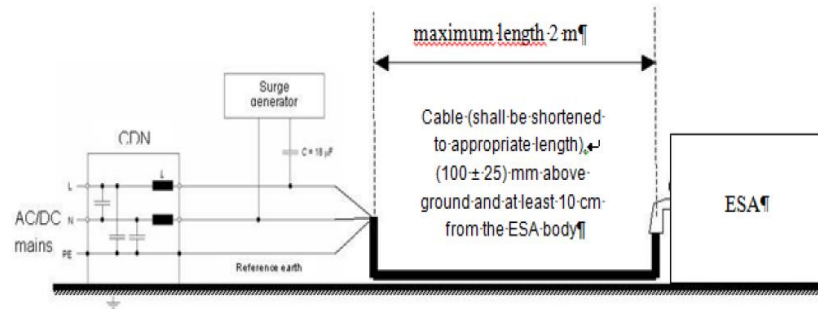 maximum·length·2·m¶
Surge
generator
C = 18 µF
CDN
L
L
AC/DC
mains
N
PE
Reference earth
Cable·(shall·be·shortened·
to·appropriate·length),↵
(100·±·25)·mm·above·
ground·and·at·least·10·cm·
from·the·ESA·body¶
ESA¶